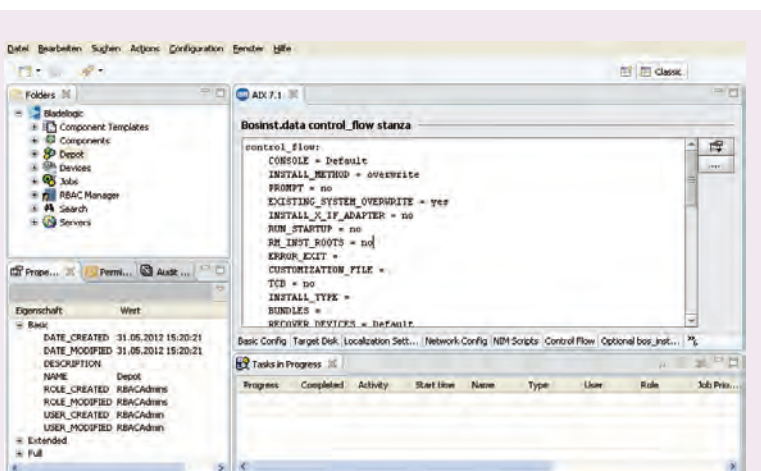 Datei Bearbeiten Suchen Actions Configuration Fenster Hilfe
Classic
Folders
Bladelogic
Component Templates
Components
Depot
Devices
Jobs
RBAC Manager
Search
Servers
AIX 7.1
Bosinst.data control_flow stanza
control_flow:
CONSOLE = Default
INSTALL_METHOD = overwrite
PROMPT = no
EXISTING_SYSTEM_OVERWRITE = yes
INSTALL_X_IF_ADAPTER = no
RUN_STARTUP = no
RM_INST_ROOTS = no
ERROR_EXIT =
CUSTOMIZATION_FILE =
TCB = no
INSTALL_TYPE =
BUNDLES =
RECOVER_DEVICES = Default
...
Basic Config Target Disk Localization Sett... Network Config NIM Scripts Control Flow Optional bos_inst...
Prope... Permi... Audit ...
Eigenschaft Wert
Basic
DATE_CREATED 31.05.2012 15:20:21
DATE_MODIFIED 31.05.2012 15:20:21
DESCRIPTION
NAME Depot
ROLE_CREATED RBACAdmins
ROLE_MODIFIED RBACAdmins
USER_CREATED RBACAdmin
USER_MODIFIED RBACAdmin
Extended
Full
Tasks in Progress
Progress Completed Activity Start time Name Type User Role Job Prio...